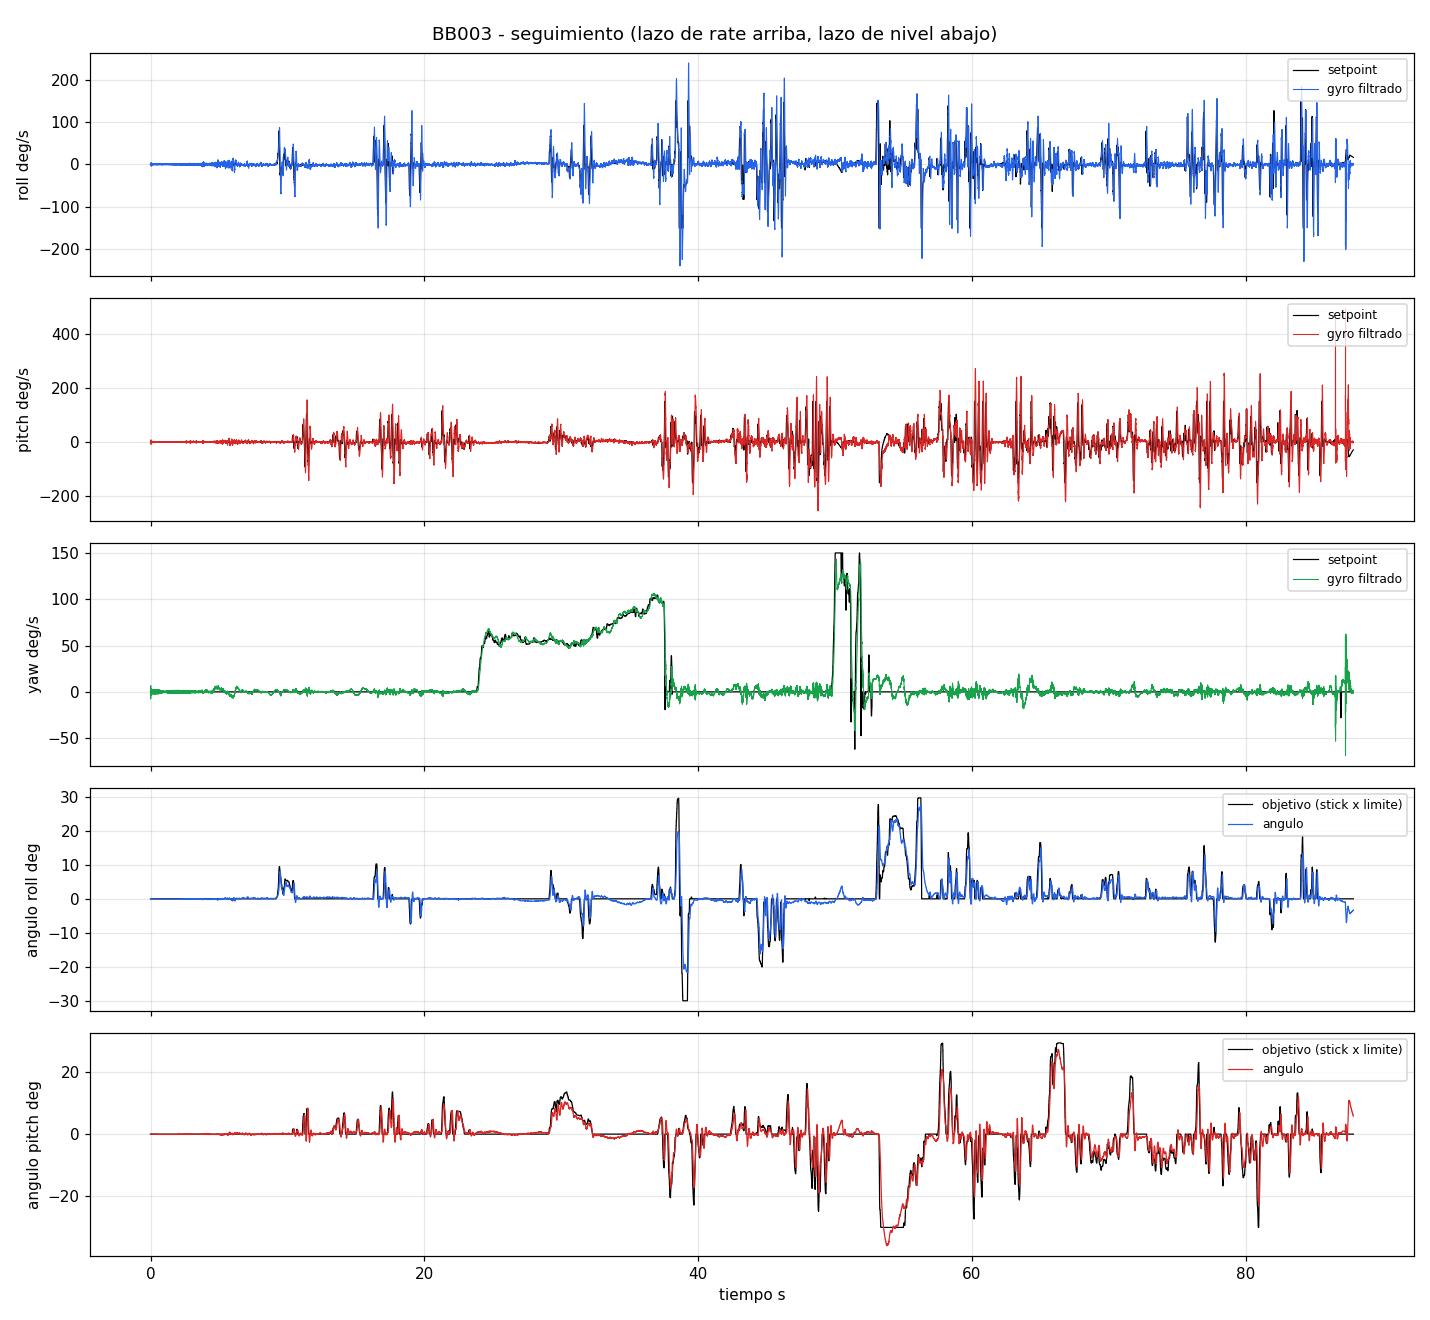 BB003 - seguimiento (lazo de rate arriba, lazo de nivel abajo)
roll deg/s
200
100
0
−100
−200
setpoint
gyro filtrado
pitch deg/s
400
200
0
−200
setpoint
gyro filtrado
yaw deg/s
150
100
50
0
−50
setpoint
gyro filtrado
angulo roll deg
30
20
10
0
−10
−20
−30
objetivo (stick x limite)
angulo
angulo pitch deg
20
0
−20
objetivo (stick x limite)
angulo
0
20
40
60
80
tiempo s